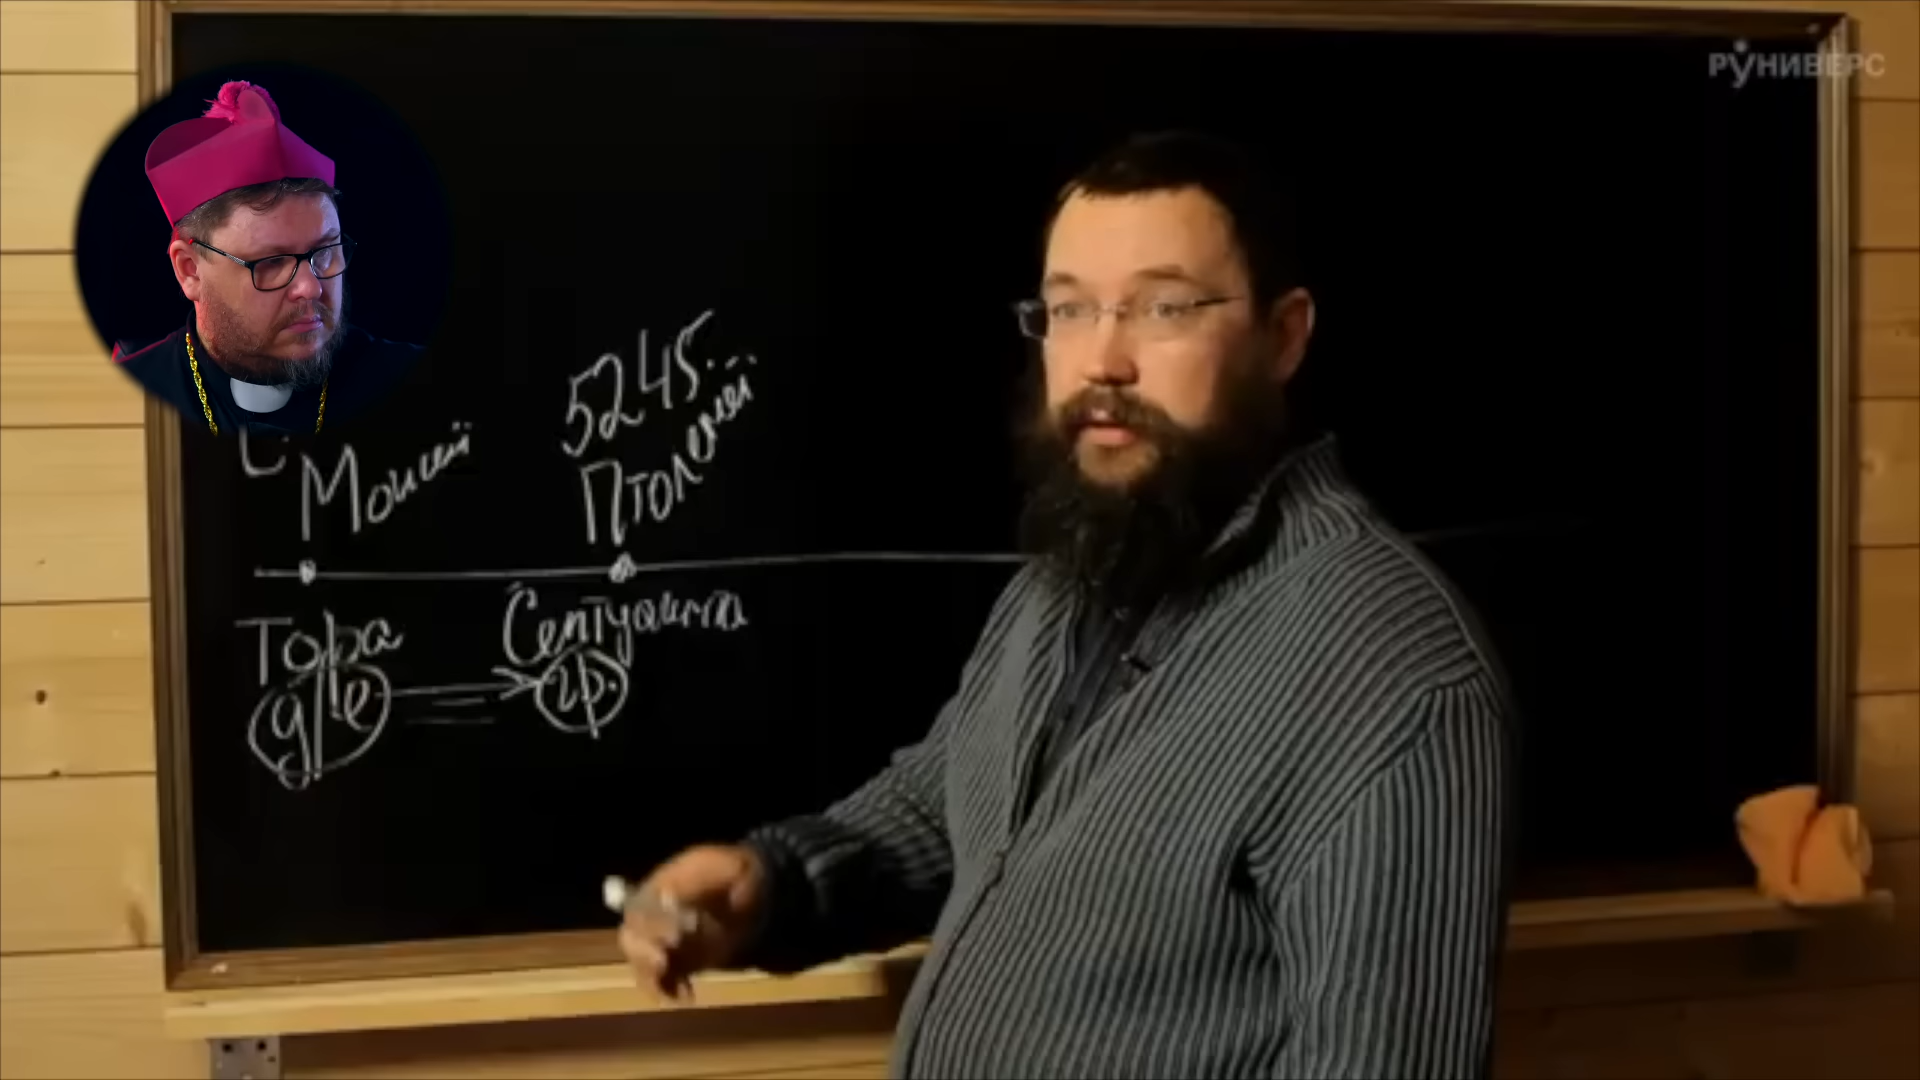 РУНИВЕРС
5245.
Моисей
Птолемей
Тора
Септуагинта
д/е
гр.